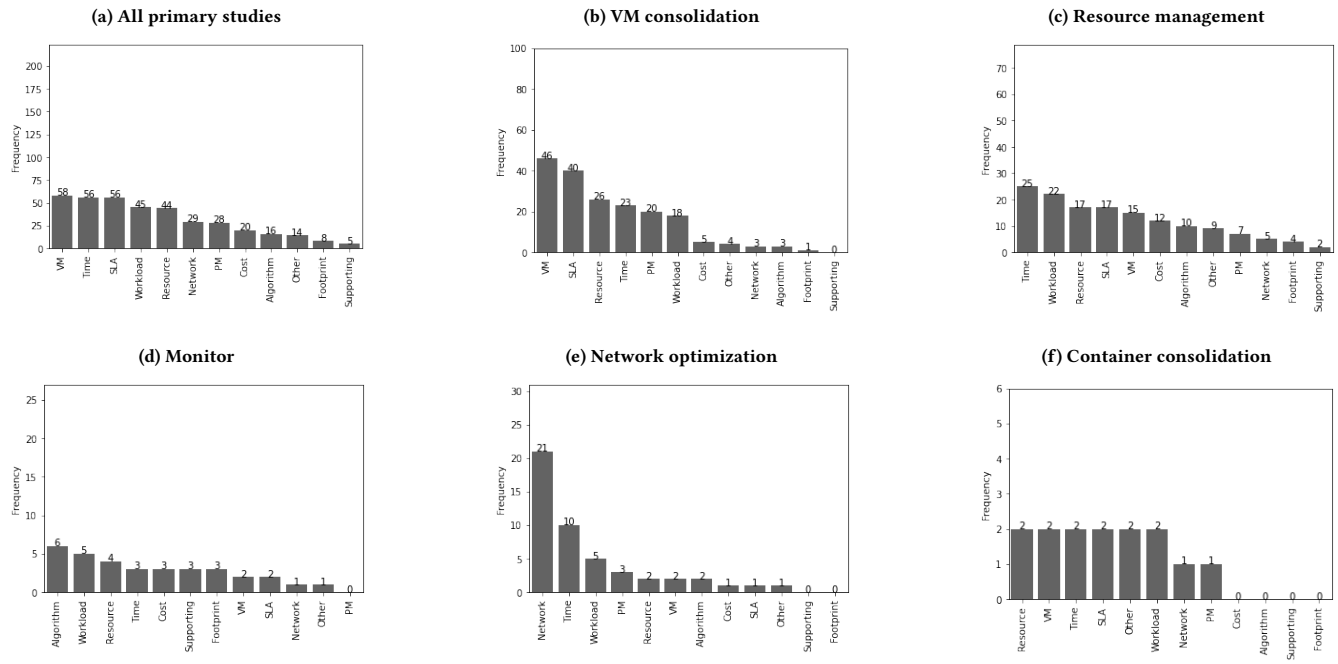 (a) All primary studies
(b) VM consolidation
(c) Resource management
Frequency
200
175
150
125
100
75
50
25
0
58 56 56 45 44 29 28 20 16 14 8 5
VM Time SLA Workload Resource Network PM Cost Algorithm Other Footprint Supporting
Frequency
100
80
60
40
20
0
46 40 26 23 20 18 5 4 3 3 1 0
VM SLA Resource Time PM Workload Cost Other Network Algorithm Footprint Supporting
Frequency
70
60
50
40
30
20
10
0
25 22 17 17 15 12 10 9 7 5 4 2
Time Workload Resource SLA VM Cost Algorithm Other PM Network Footprint Supporting
(d) Monitor
(e) Network optimization
(f) Container consolidation
Frequency
25
20
15
10
5
0
6 5 4 3 3 3 3 2 2 1 1 0
Algorithm Workload Resource Time Cost Supporting Footprint VM SLA Network Other PM
Frequency
30
25
20
15
10
5
0
21 10 5 3 2 2 2 1 1 1 0 0
Network Time Workload PM Resource VM Algorithm Cost SLA Other Supporting Footprint
Frequency
6
5
4
3
2
1
0
2 2 2 2 2 2 1 1 0 0 0 0
Resource VM Time SLA Other Workload Network PM Cost Algorithm Supporting Footprint